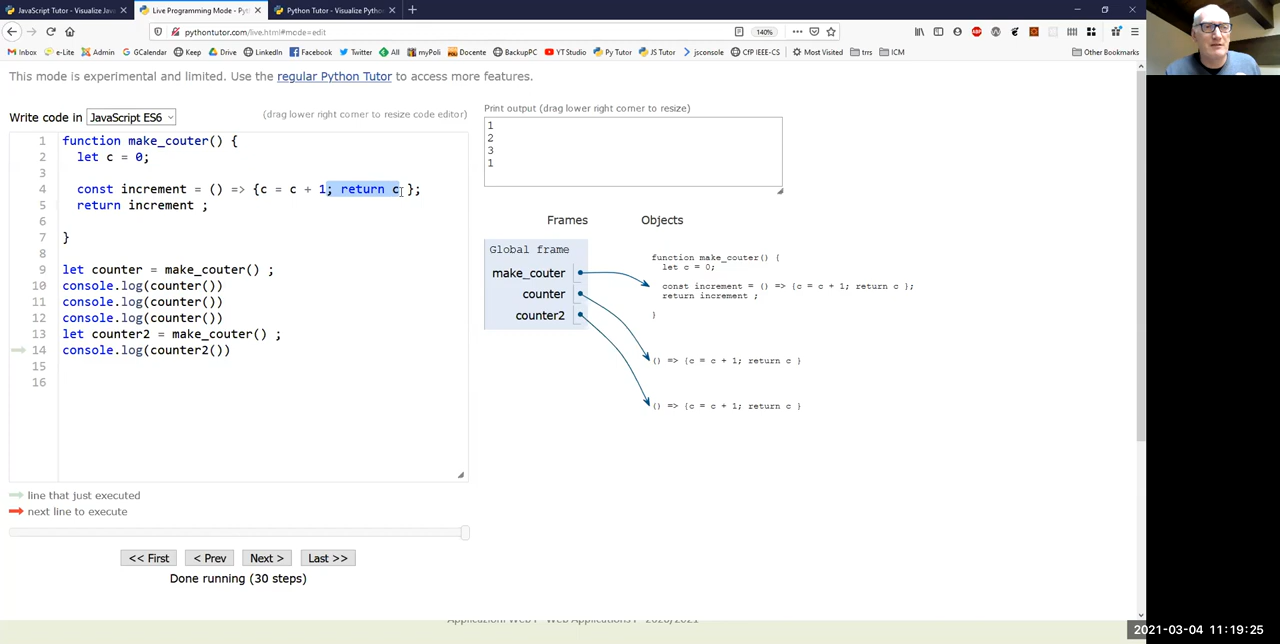 JavaScript Tutor - Visualize Java
Live Programming Mode - Pyt
Python Tutor - Visualize Python
pythontutor.com/live.html#mode=edit
140%
Inbox
e-Lite
Admin
GCalendar
Keep
Drive
LinkedIn
Facebook
Twitter
All
myPoli
Docente
BackupPC
YT Studio
Py Tutor
JS Tutor
jsconsole
CfP IEEE-CS
Most Visited
trrs
ICM
Other Bookmarks
This mode is experimental and limited. Use the regular Python Tutor to access more features.
Write code in JavaScript ES6
(drag lower right corner to resize code editor)
1 function make_couter() {
2 let c = 0;
3
4 const increment = () => {c = c + 1; return c };
5 return increment ;
6
7 }
8
9 let counter = make_couter() ;
10 console.log(counter())
11 console.log(counter())
12 console.log(counter())
13 let counter2 = make_couter() ;
14 console.log(counter2())
15
16
line that just executed
next line to execute
<< First
< Prev
Next >
Last >>
Done running (30 steps)
Print output (drag lower right corner to resize)
1
2
3
1
Frames
Objects
Global frame
make_couter
counter
counter2
function make_couter() {
let c = 0;
const increment = () => {c = c + 1; return c };
return increment ;
}
() => {c = c + 1; return c }
() => {c = c + 1; return c }
Applicazioni Web I - Web Applications I - 2020/2021
2021-03-04 11:19:25